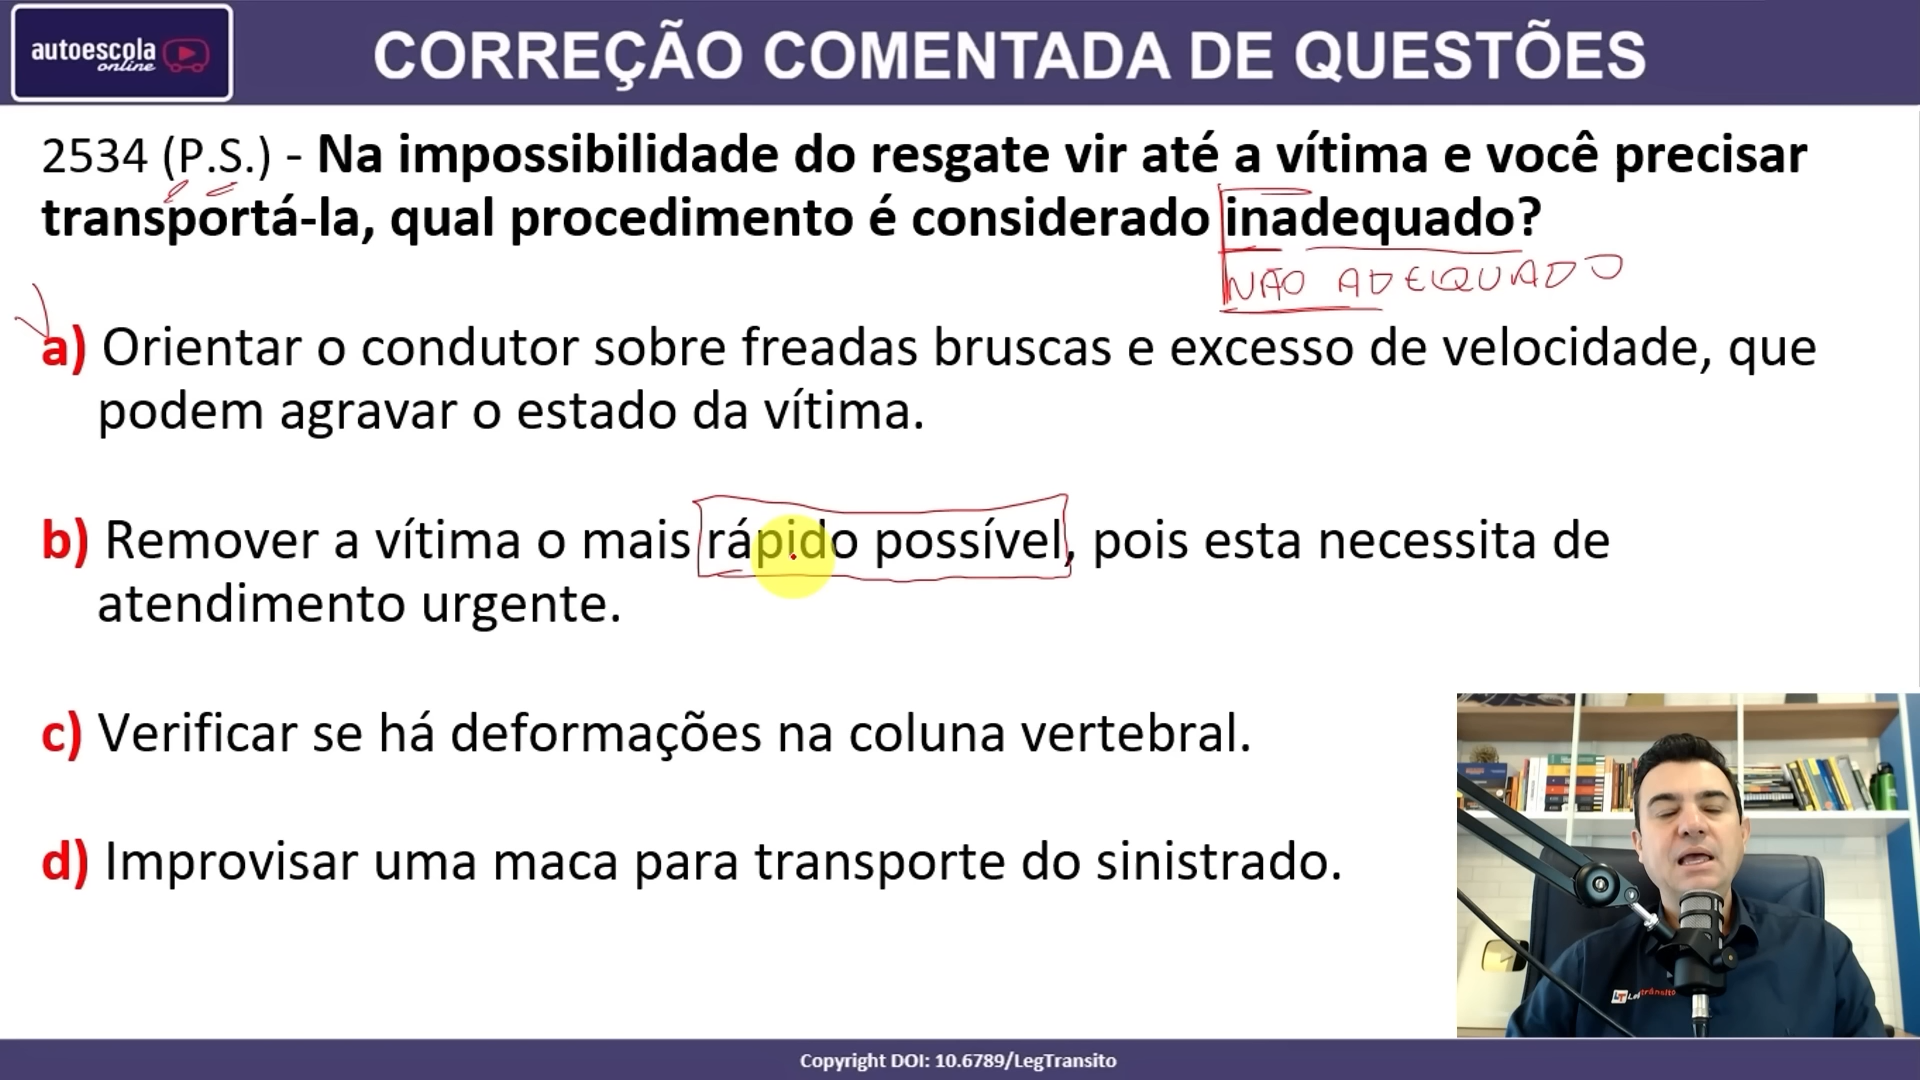 autoescola
online
CORREÇÃO COMENTADA DE QUESTÕES
2534 (P.S.) - Na impossibilidade do resgate vir até a vítima e você precisar
transportá-la, qual procedimento é considerado inadequado?
NÃO ADEQUADO
a) Orientar o condutor sobre freadas bruscas e excesso de velocidade, que
podem agravar o estado da vítima.
b) Remover a vítima o mais rápido possível, pois esta necessita de
atendimento urgente.
c) Verificar se há deformações na coluna vertebral.
d) Improvisar uma maca para transporte do sinistrado.
Copyright DOI: 10.6789/LegTransito